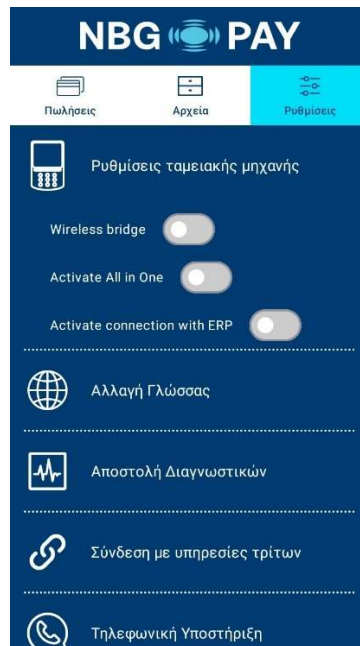 NBG PAY
Πωλήσεις Αρχεία Ρυθμίσεις
Ρυθμίσεις ταμειακής μηχανής
Wireless bridge
Activate All in One
Activate connection with ERP
Αλλαγή Γλώσσας
Αποστολή Διαγνωστικών
Σύνδεση με υπηρεσίες τρίτων
Τηλεφωνική Υποστήριξη